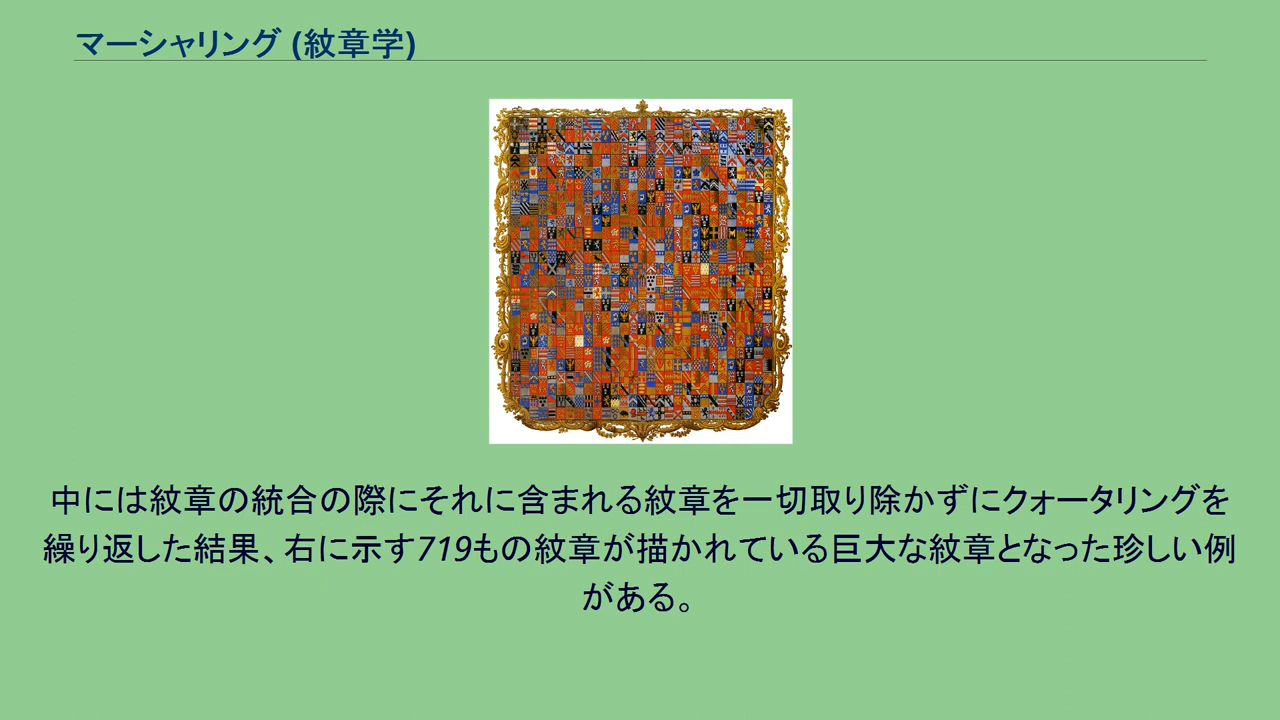 マーシャリング (紋章学)
中には紋章の統合の際にそれに含まれる紋章を一切取り除かずにクォータリングを
繰り返した結果、右に示す719もの紋章が描かれている巨大な紋章となった珍しい例
がある。